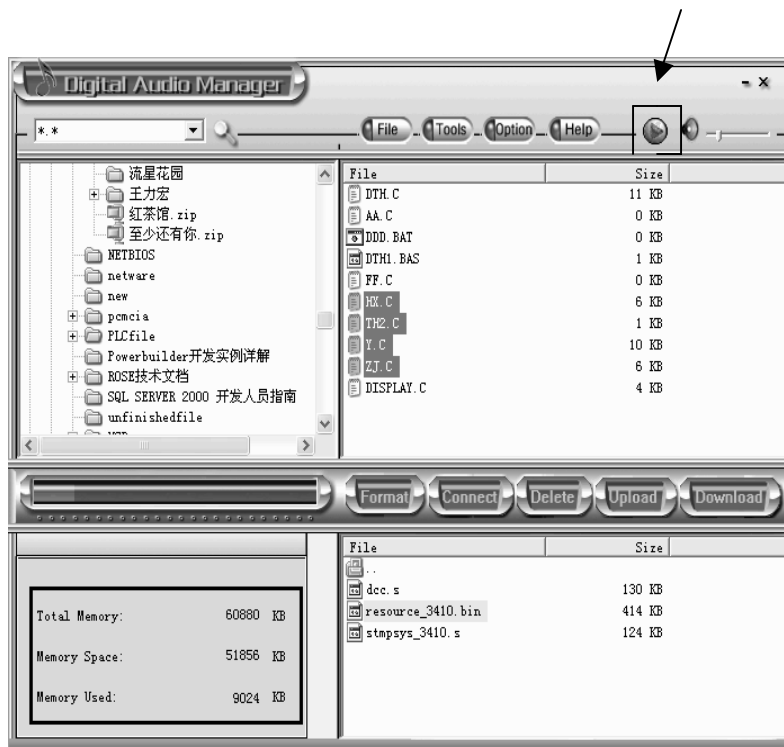 Digital Audio Manager
*.*
File Tools Option Help
流星花园
王力宏
红茶馆.zip
至少还有你.zip
NETBIOS
netware
new
pcmcia
PLCfile
Powerbuilder开发实例详解
ROSE技术文档
SQL SERVER 2000 开发人员指南
unfinishedfile
File Size
DTH.C 11 KB
AA.C 0 KB
DDD.BAT 0 KB
DTH1.BAS 1 KB
FF.C 0 KB
HX.C 6 KB
TH2.C 1 KB
Y.C 10 KB
ZJ.C 6 KB
DISPLAY.C 4 KB
Format Connect Delete Upload Download
Total Memory: 60880 KB
Memory Space: 51856 KB
Memory Used: 9024 KB
File Size
..
dcc.s 130 KB
resource_3410.bin 414 KB
stmpsys_3410.s 124 KB